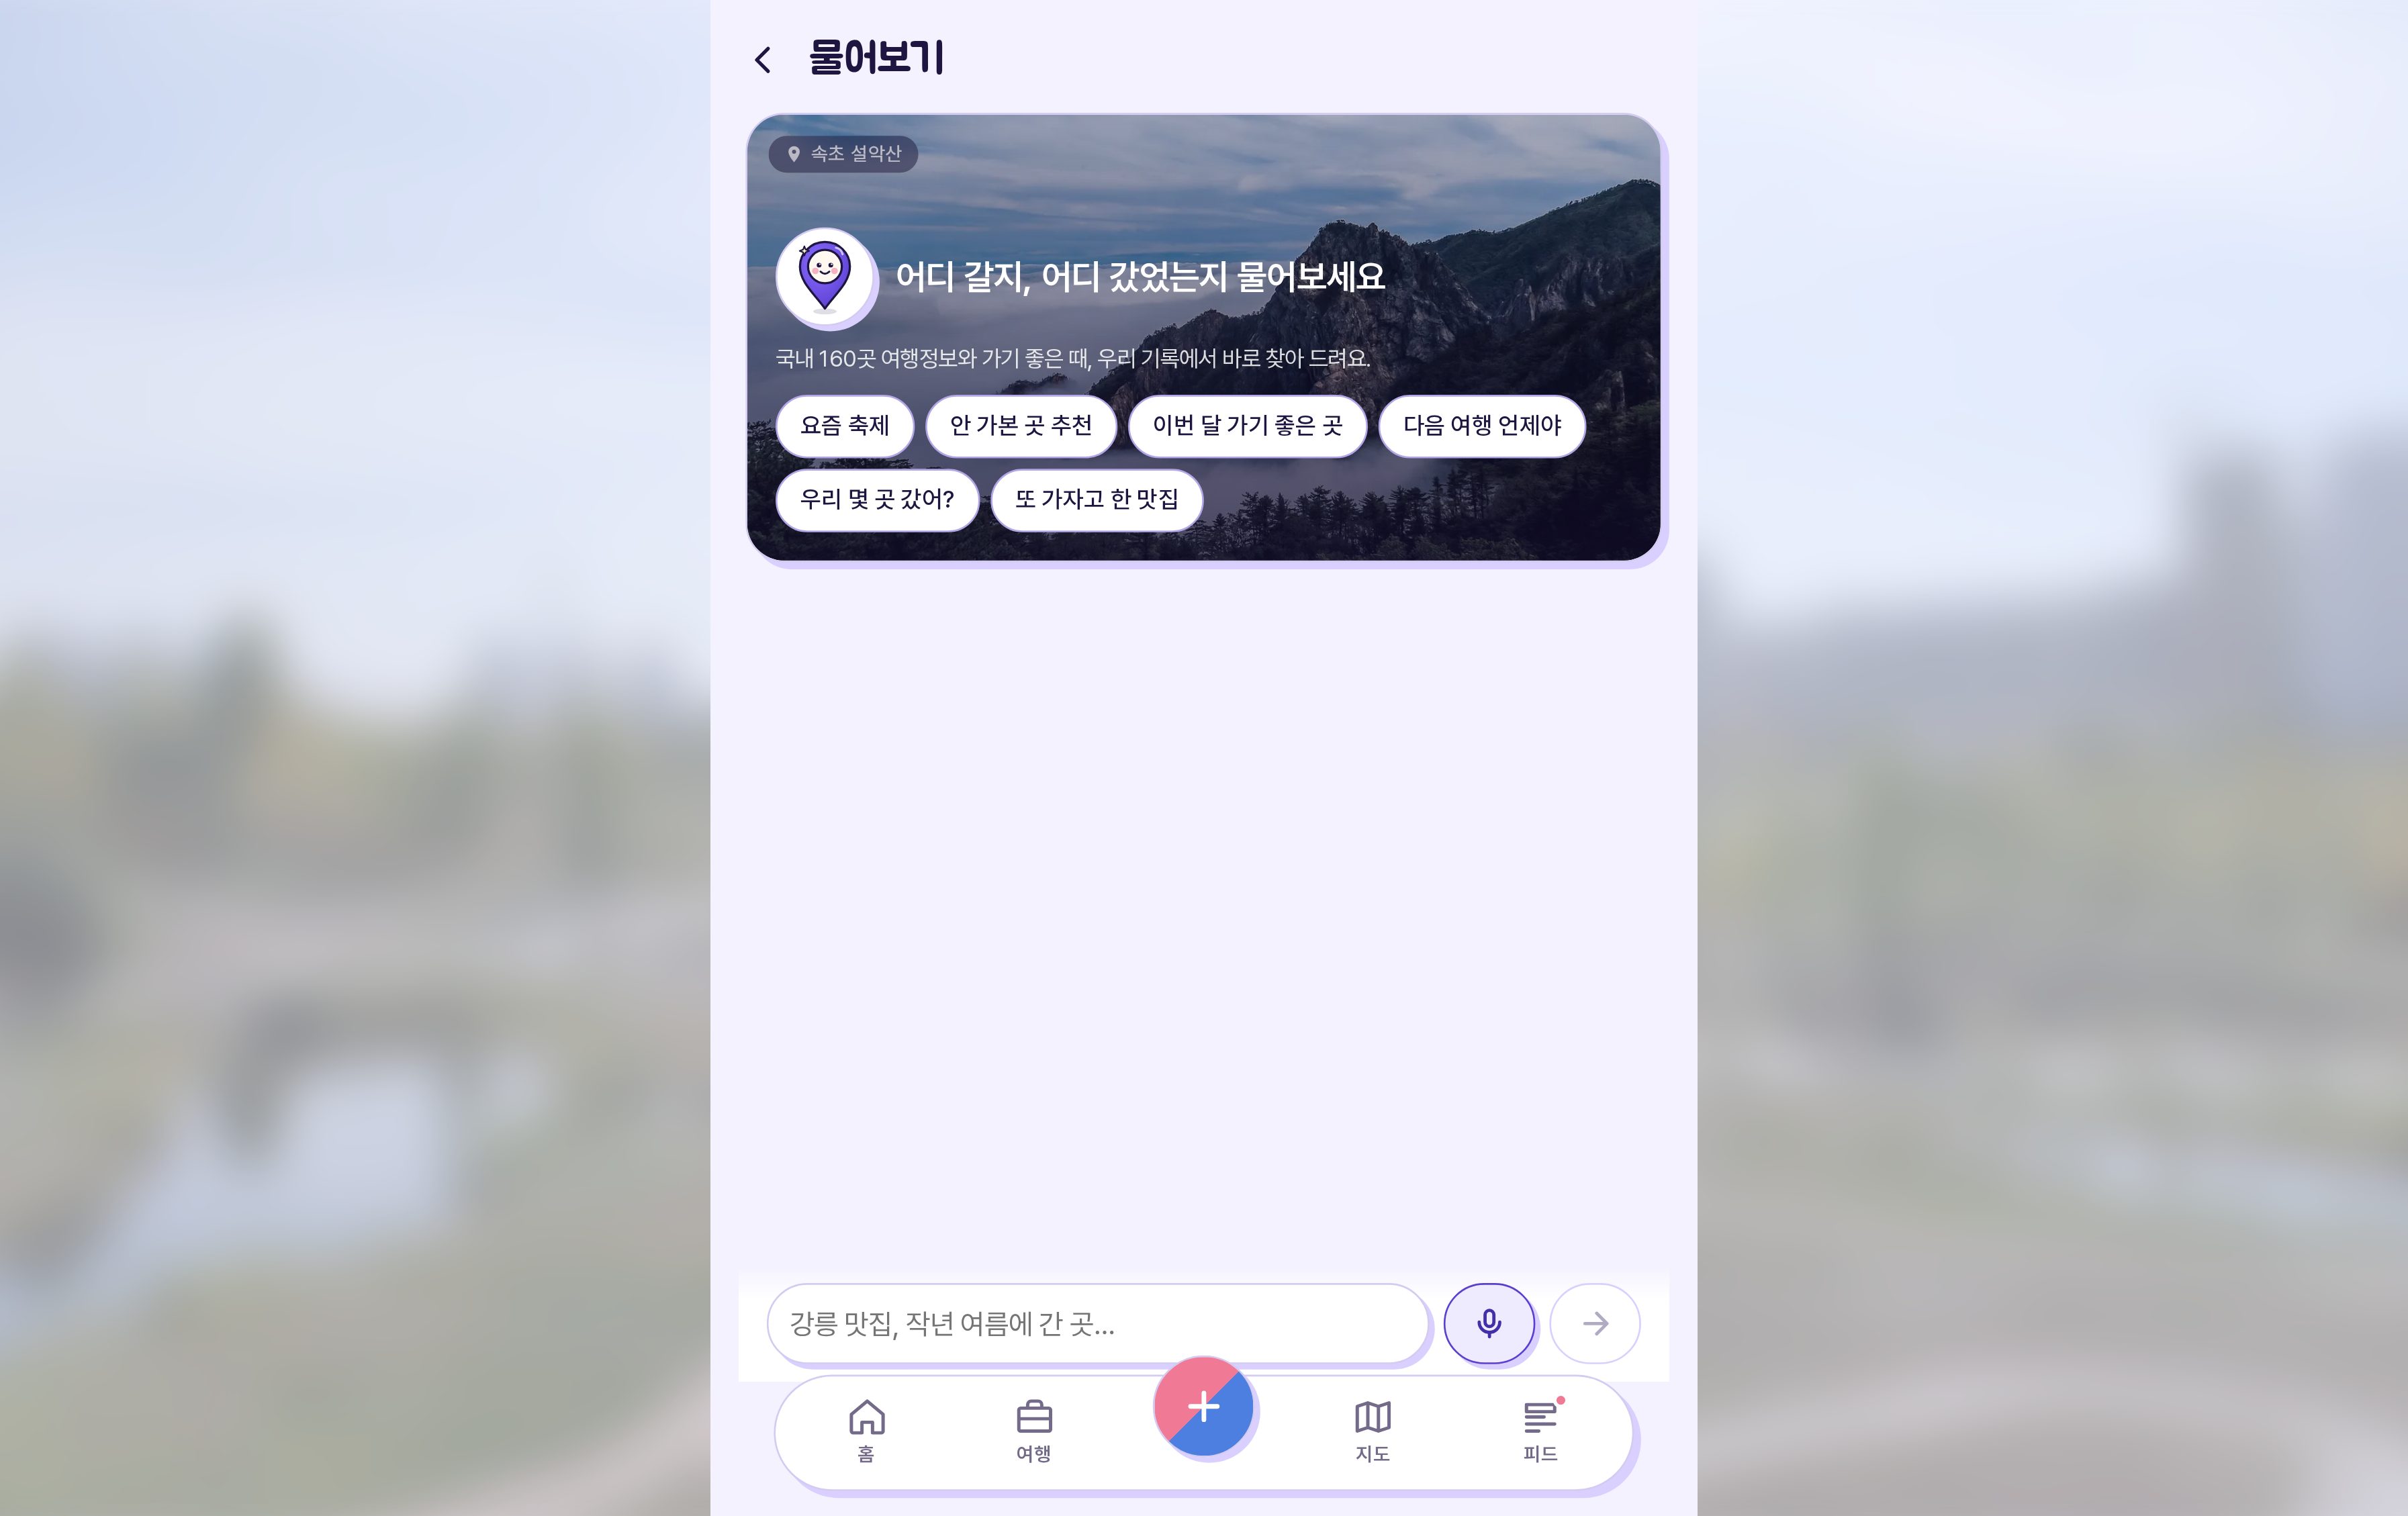 물어보기
속초 설악산
어디 갈지, 어디 갔었는지 물어보세요
국내 160곳 여행정보와 가기 좋은 때, 우리 기록에서 바로 찾아 드려요.
요즘 축제
안 가본 곳 추천
이번 달 가기 좋은 곳
다음 여행 언제야
우리 몇 곳 갔어?
또 가자고 한 맛집
강릉 맛집, 작년 여름에 간 곳...
홈
여행
지도
피드